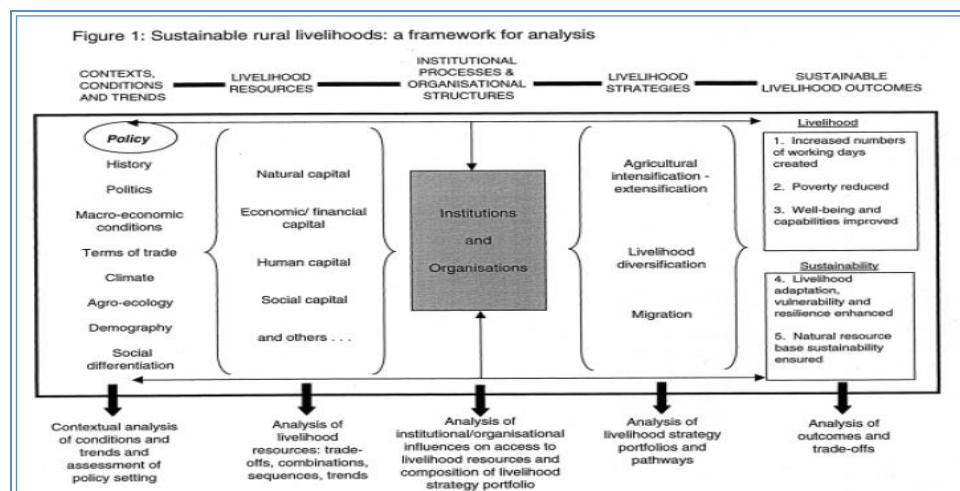 Figure 1: Sustainable rural livelihoods: a framework for analysis
CONTEXTS,
CONDITIONS
AND TRENDS
LIVELIHOOD
RESOURCES
INSTITUTIONAL
PROCESSES &
ORGANISATIONAL
STRUCTURES
LIVELIHOOD
STRATEGIES
SUSTAINABLE
LIVELIHOOD OUTCOMES
Policy
History
Politics
Macro-economic
conditions
Terms of trade
Climate
Agro-ecology
Demography
Social
differentiation
Natural capital
Economic/ financial
capital
Human capital
Social capital
and others . . .
Institutions
and
Organisations
Agricultural
intensification -
extensification
Livelihood
diversification
Migration
Livelihood
1. Increased numbers
of working days
created
2. Poverty reduced
3. Well-being and
capabilities improved
Sustainability
4. Livelihood
adaptation,
vulnerability and
resilience enhanced
5. Natural resource
base sustainability
ensured
Contextual analysis
of conditions and
trends and
assessment of
policy setting
Analysis of
livelihood
resources: trade-
offs, combinations,
sequences, trends
Analysis of
institutional/organisational
influences on access to
livelihood resources and
composition of livelihood
strategy portfolio
Analysis of
livelihood strategy
portfolios and
pathways
Analysis of
outcomes and
trade-offs